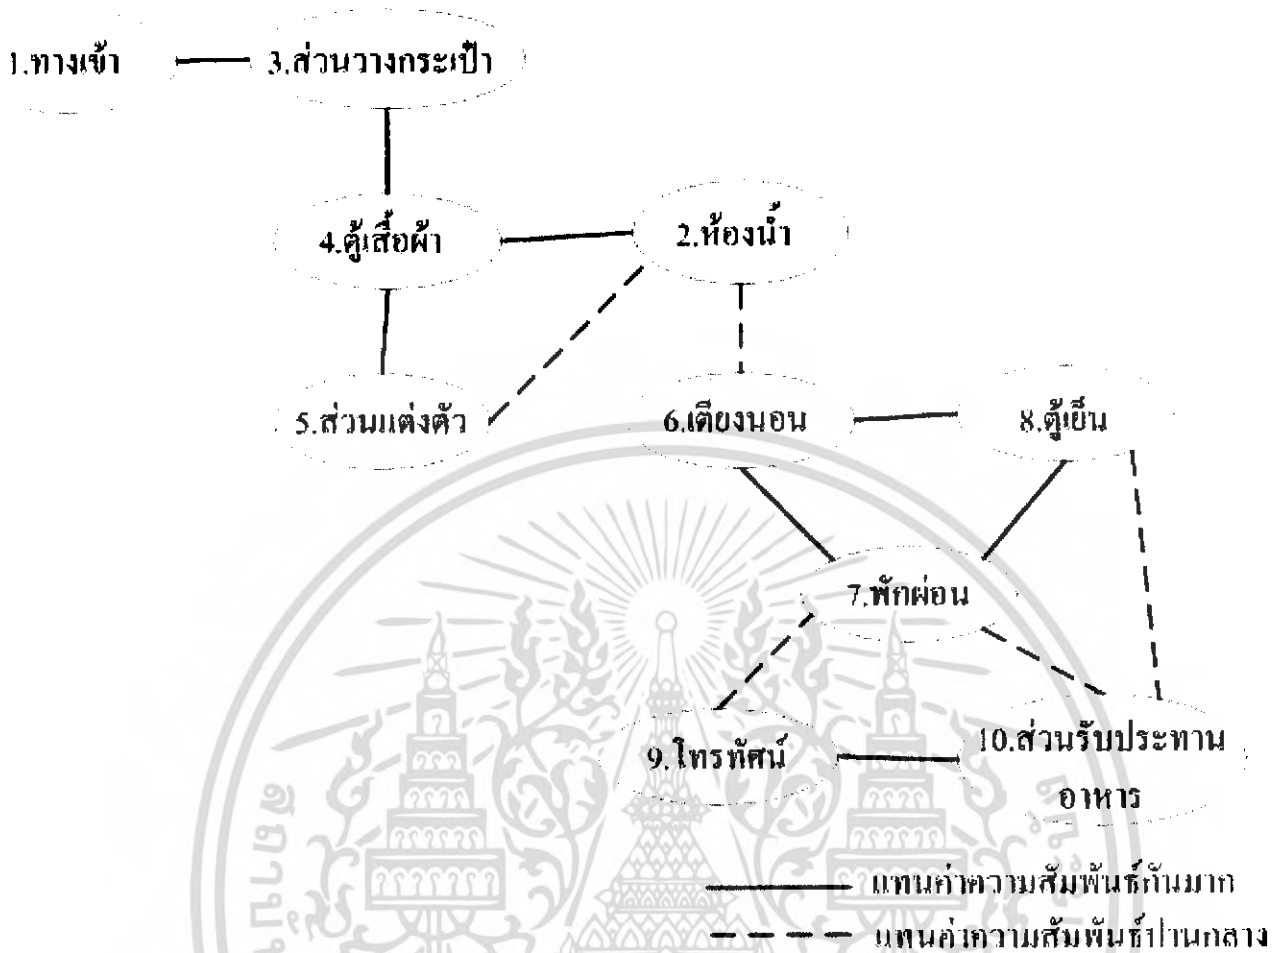 1.ทางเข้า
3.ส่วนวางกระเป๋า
4.ตู้เสื้อผ้า
2.ห้องน้ำ
5.ส่วนแต่งตัว
6.เตียงนอน
8.ตู้เย็น
7.พักผ่อน
9.โทรทัศน์
10.ส่วนรับประทาน
อาหาร
แทนค่าความสัมพันธ์กันมาก
แทนค่าความสัมพันธ์ปานกลาง